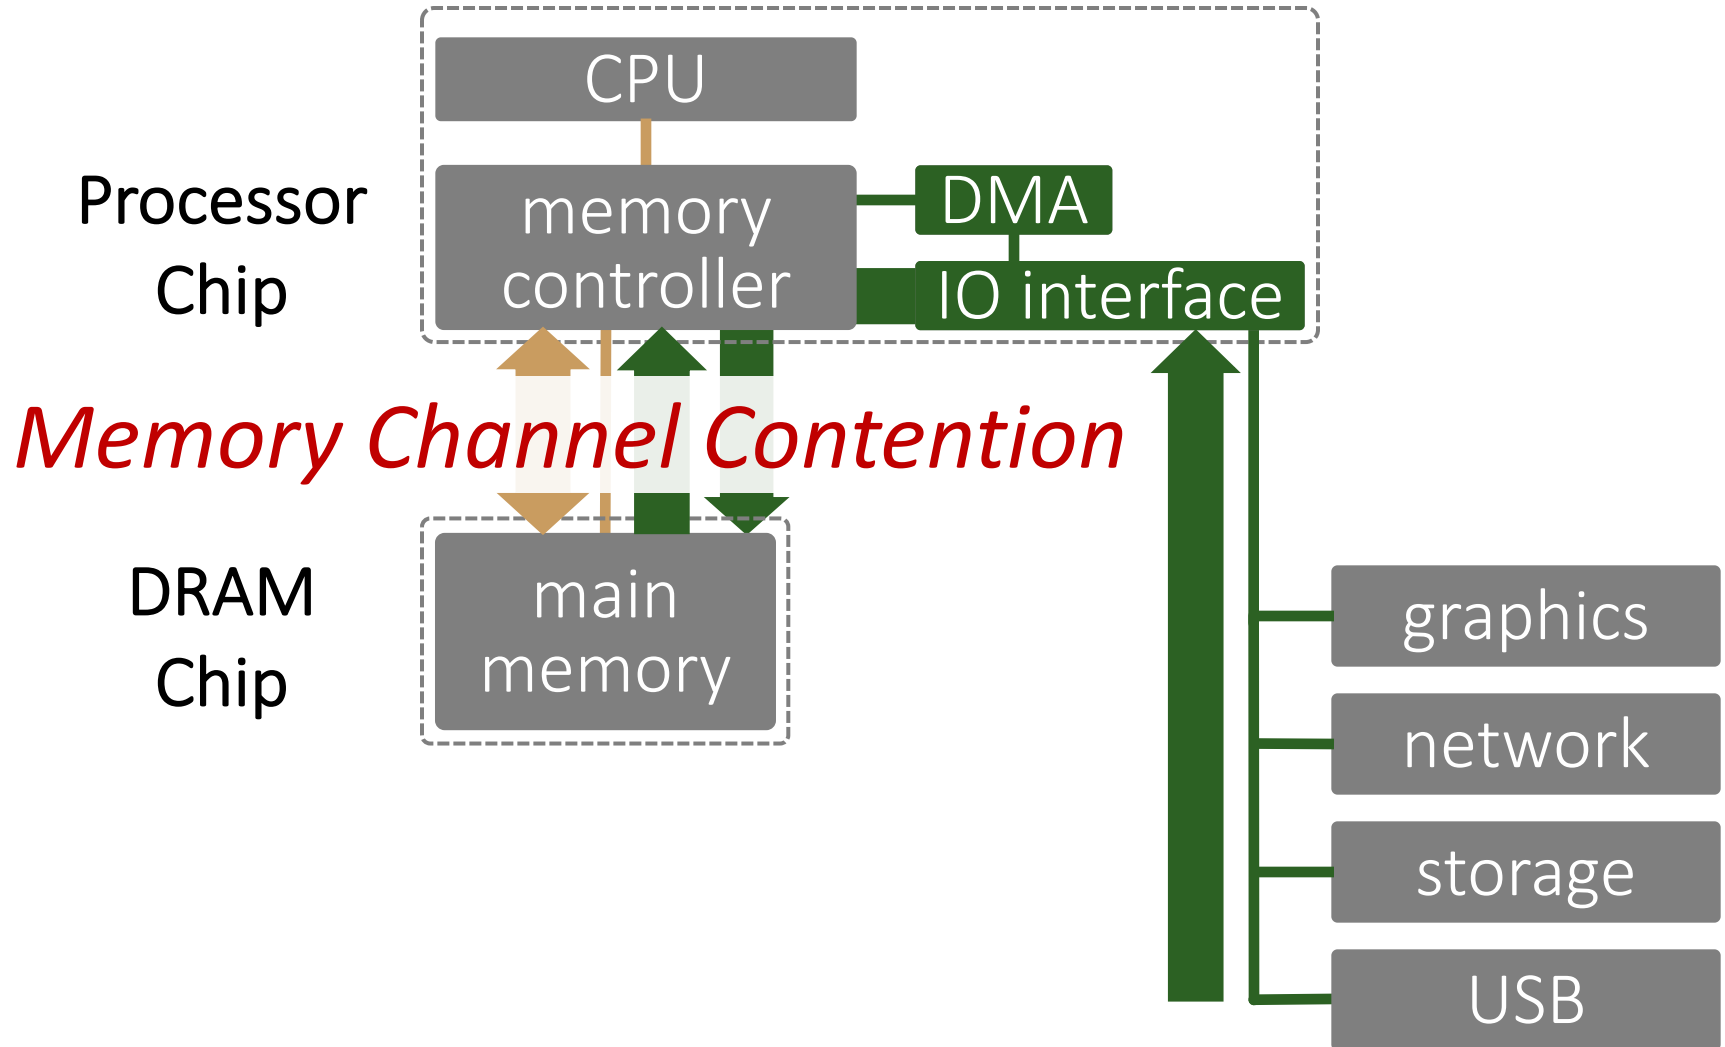 CPU
Processor
Chip
memory
controller
DMA
IO interface
Memory Channel Contention
DRAM
Chip
main
memory
graphics
network
storage
USB